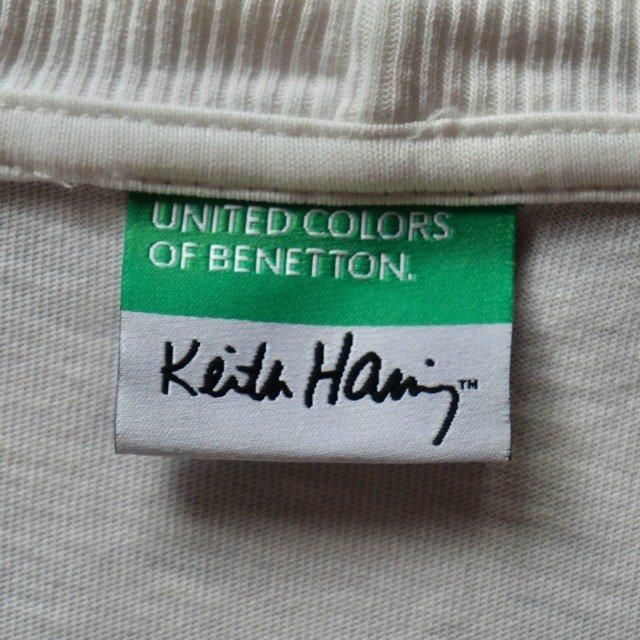 UNITED COLORS
OF BENETTON.
Keith Haring™